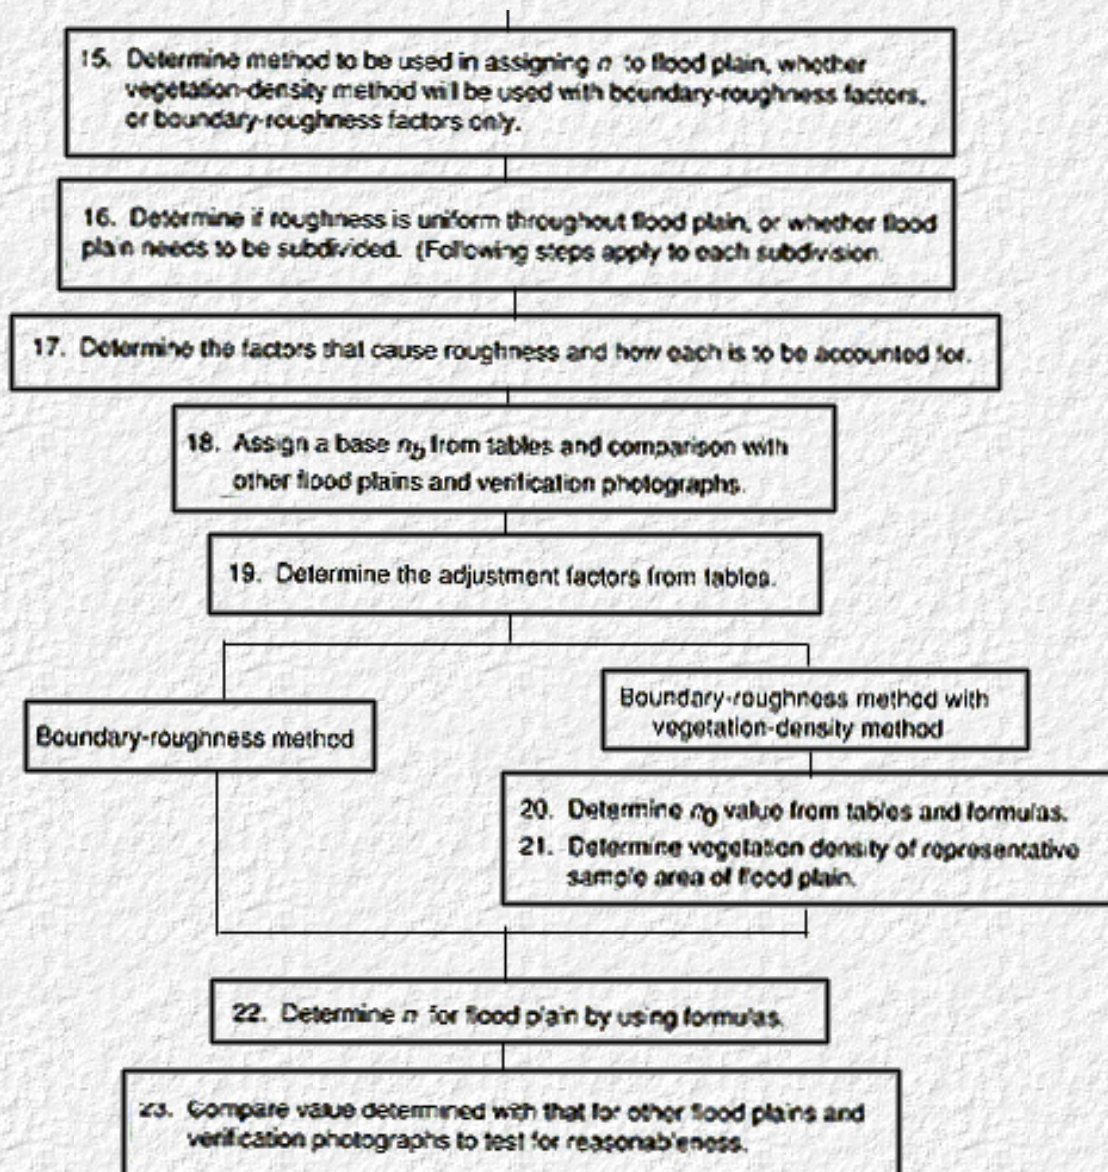 15. Determine method to be used in assigning n to flood plain, whether
vegetation-density method will be used with boundary-roughness factors,
or boundary-roughness factors only.
16. Determine if roughness is uniform throughout flood plain, or whether flood
plain needs to be subdivided. (Following steps apply to each subdivision.
17. Determine the factors that cause roughness and how each is to be accounted for.
18. Assign a base nb from tables and comparison with
other flood plains and verification photographs.
19. Determine the adjustment factors from tables.
Boundary-roughness method
Boundary-roughness method with
vegetation-density method
20. Determine n0 value from tables and formulas.
21. Determine vegetation density of representative
sample area of flood plain.
22. Determine n for flood plain by using formulas.
23. Compare value determined with that for other flood plains and
verification photographs to test for reasonableness.